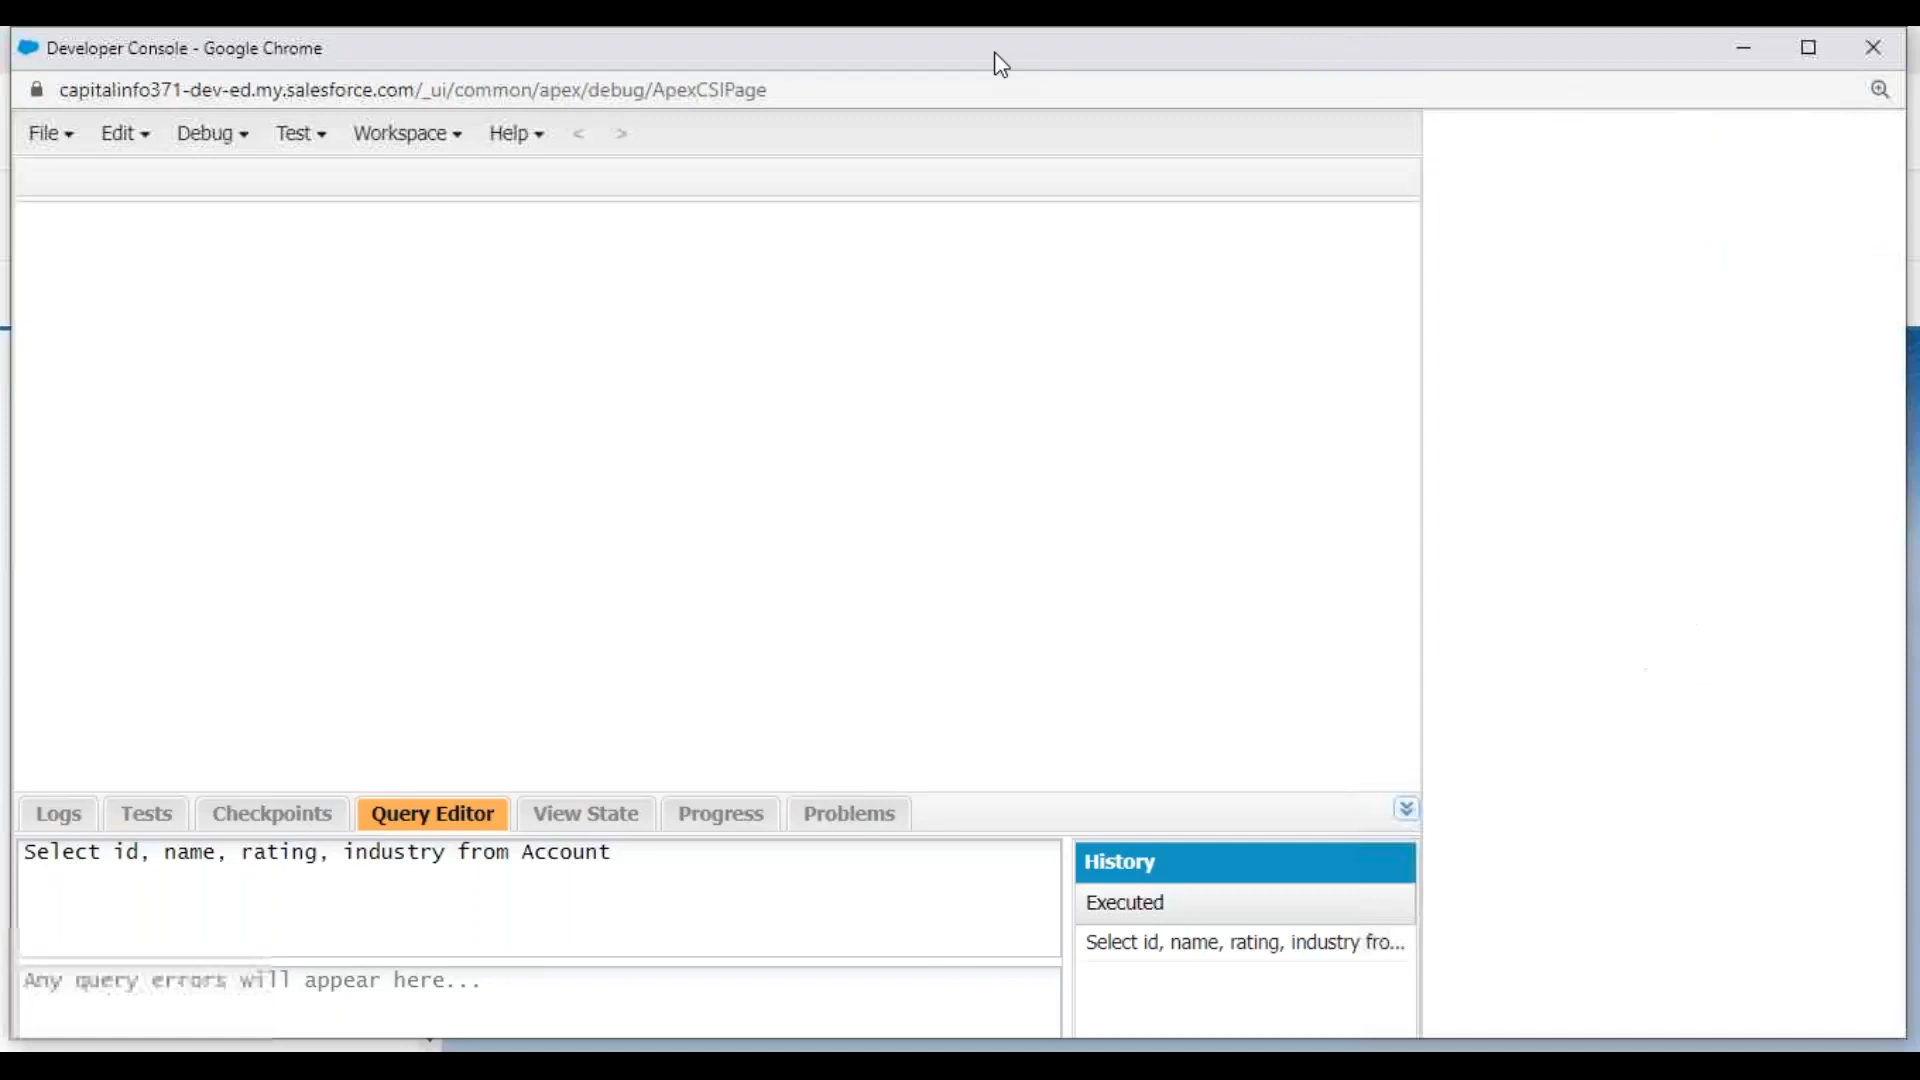 Developer Console - Google Chrome
capitalinfo371-dev-ed.my.salesforce.com/_ui/common/apex/debug/ApexCSIPage
File Edit Debug Test Workspace Help < >
Logs Tests Checkpoints Query Editor View State Progress Problems
Select id, name, rating, industry from Account
Any query errors will appear here...
History
Executed
Select id, name, rating, industry fro...